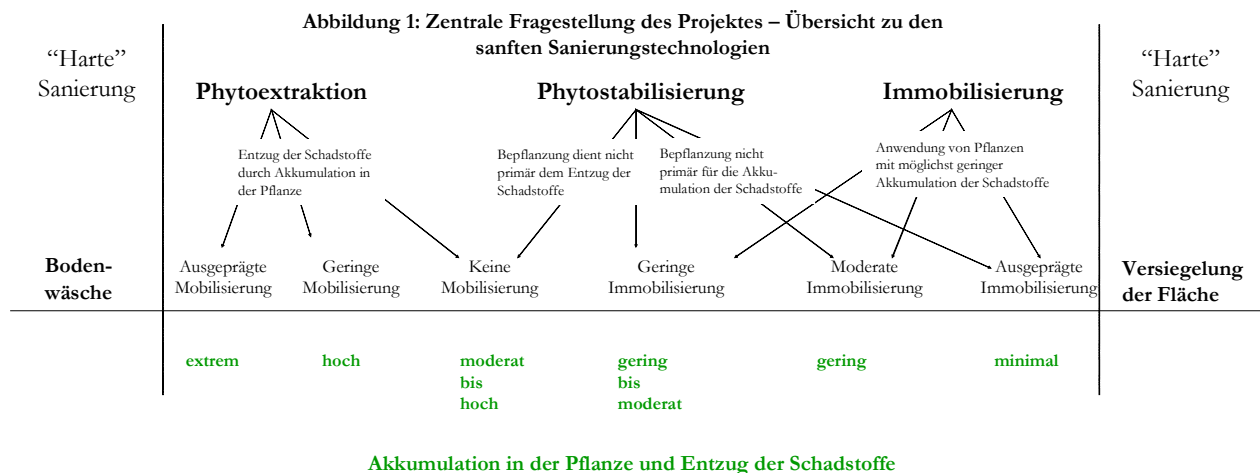 Abbildung 1: Zentrale Fragestellung des Projektes – Übersicht zu den
sanften Sanierungstechnologien
“Harte”
Sanierung
“Harte”
Sanierung
Phytoextraktion
Phytostabilisierung
Immobilisierung
Entzug der Schadstoffe
durch Akkumulation in
der Pflanze
Bepflanzung dient nicht
primär dem Entzug der
Schadstoffe
Bepflanzung nicht
primär für die Akku-
mulation der Schadstoffe
Anwendung von Pflanzen
mit möglichst geringer
Akkumulation der Schadstoffe
Boden-
wäsche
Ausgeprägte
Mobilisierung
Geringe
Mobilisierung
Keine
Mobilisierung
Geringe
Immobilisierung
Moderate
Immobilisierung
Ausgeprägte
Immobilisierung
Versiegelung
der Fläche
extrem
hoch
moderat
bis
hoch
gering
bis
moderat
gering
minimal
Akkumulation in der Pflanze und Entzug der Schadstoffe